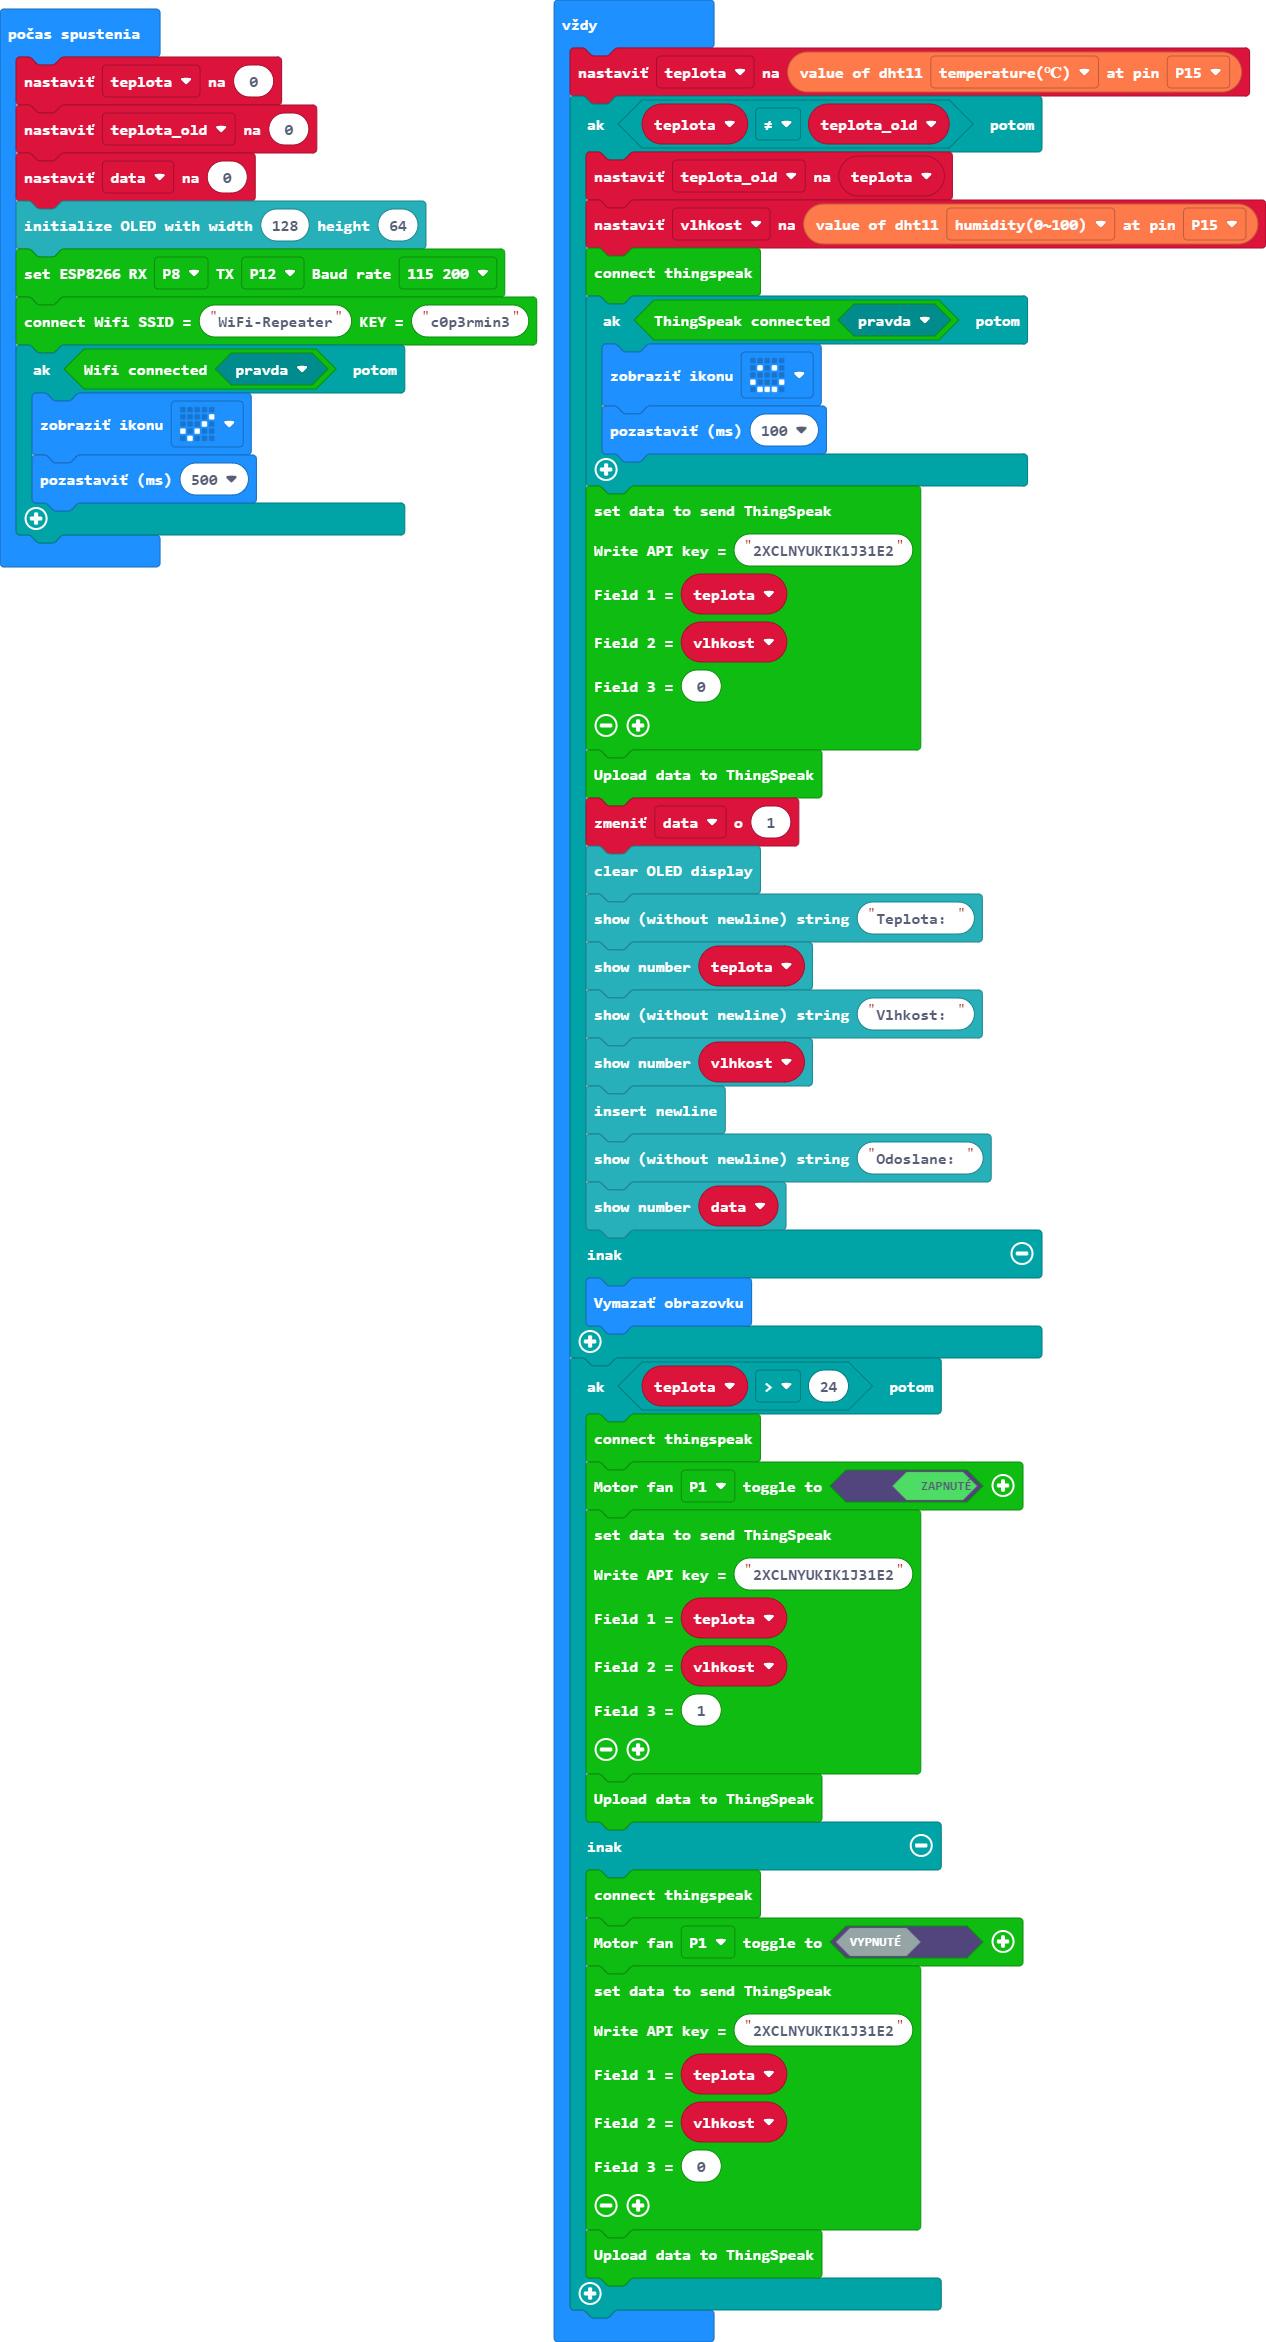 počas spustenia
nastaviť teplota na 0
nastaviť teplota_old na 0
nastaviť data na 0
initialize OLED with width 128 height 64
set ESP8266 RX P8 TX P12 Baud rate 115 200
connect Wifi SSID = "WiFi-Repeater" KEY = "c0p3rmin3"
ak Wifi connected pravda potom
zobraziť ikonu
pozastaviť (ms) 500
vždy
nastaviť teplota na value of dht11 temperature(℃) at pin P15
ak teplota ≠ teplota_old potom
nastaviť teplota_old na teplota
nastaviť vlhkost na value of dht11 humidity(0~100) at pin P15
connect thingspeak
ak ThingSpeak connected pravda potom
zobraziť ikonu
pozastaviť (ms) 100
set data to send ThingSpeak
Write API key = "2XCLNYUKIK1J31E2"
Field 1 = teplota
Field 2 = vlhkost
Field 3 = 0
Upload data to ThingSpeak
zmeniť data o 1
clear OLED display
show (without newline) string "Teplota: "
show number teplota
show (without newline) string "Vlhkost: "
show number vlhkost
insert newline
show (without newline) string "Odoslane: "
show number data
inak
Vymazať obrazovku
ak teplota > 24 potom
connect thingspeak
Motor fan P1 toggle to ZAPNUTÉ
set data to send ThingSpeak
Write API key = "2XCLNYUKIK1J31E2"
Field 1 = teplota
Field 2 = vlhkost
Field 3 = 1
Upload data to ThingSpeak
inak
connect thingspeak
Motor fan P1 toggle to VYPNUTÉ
set data to send ThingSpeak
Write API key = "2XCLNYUKIK1J31E2"
Field 1 = teplota
Field 2 = vlhkost
Field 3 = 0
Upload data to ThingSpeak